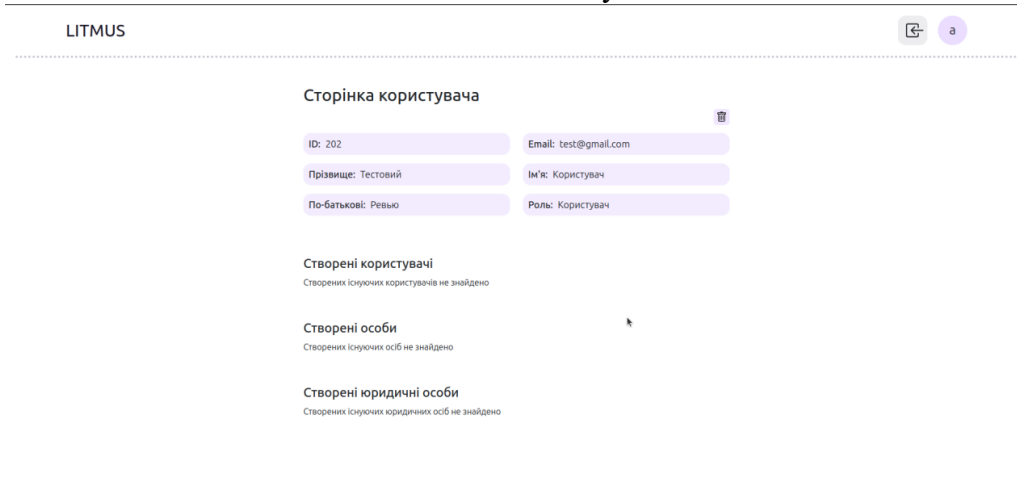 LITMUS
a
Сторінка користувача
ID: 202
Email: test@gmail.com
Прізвище: Тестовий
Ім'я: Користувач
По-батькові: Ревью
Роль: Користувач
Створені користувачі
Створених існуючих користувачів не знайдено
Створені особи
Створених існуючих осіб не знайдено
Створені юридичні особи
Створених існуючих юридичних осіб не знайдено